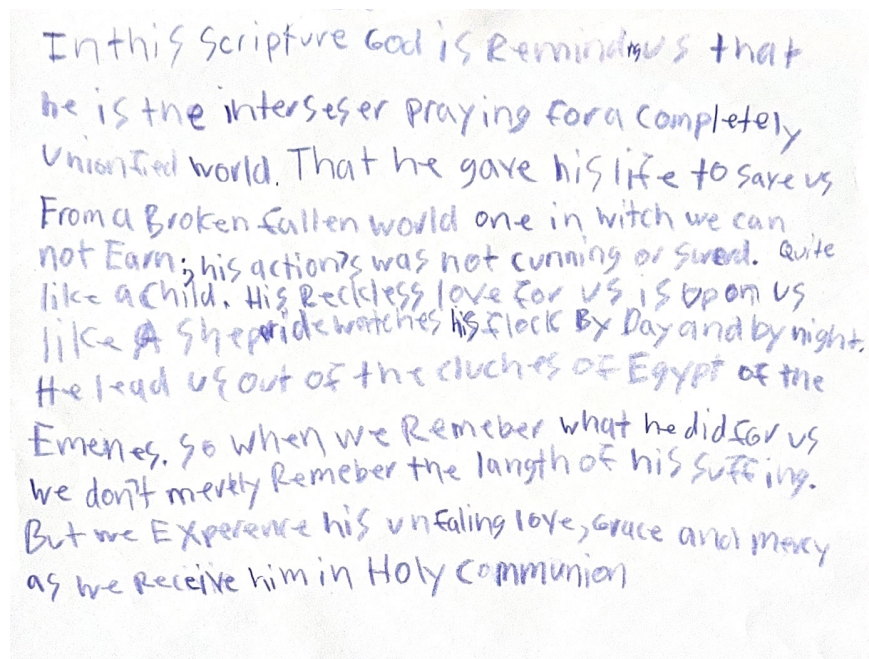 In this Scripture God is Reminding us that
he is the interseser praying for a completely
Unionfied world. That he gave his life to save us
From a Broken fallen world one in witch we can
not Earn; his action's was not cunning or swerd. Quite
like a child. His Reckless love for us is upon us
like A Shepride watches his flock By Day and by night.
He lead us out of the cluches of Egypt of the
Emenes. So when we Remeber what he did for us
we don't merely Remeber the langth of his suffing.
But we Experence his unfaling love, Grace and mercy
as we Receive him in Holy Communion